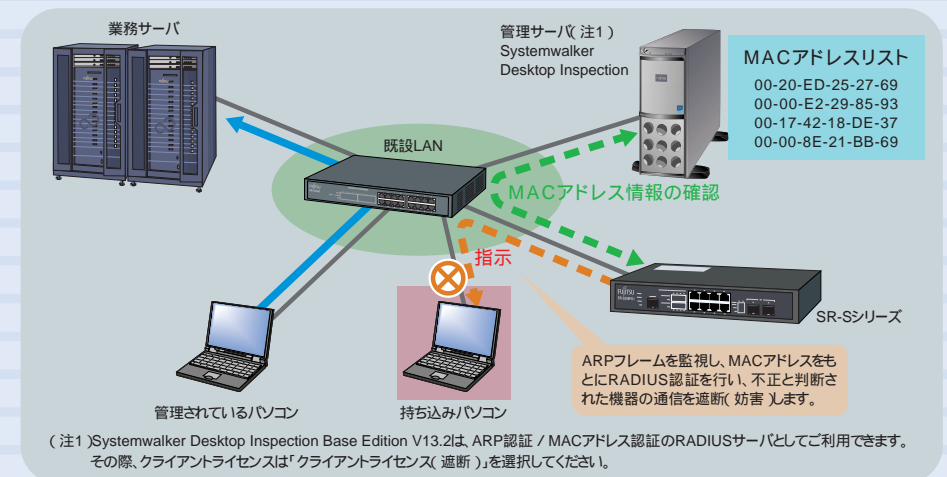 業務サーバ
管理サーバ(注1)
Systemwalker
Desktop Inspection
MACアドレスリスト
00-20-ED-25-27-69
00-00-E2-29-85-93
00-17-42-18-DE-37
00-00-8E-21-BB-69
既設LAN
MACアドレス情報の確認
指示
FUJITSU
SR-Sシリーズ
ARPフレームを監視し、MACアドレスをも
とにRADIUS認証を行い、不正と判断さ
れた機器の通信を遮断(妨害)します。
管理されているパソコン
持ち込みパソコン
(注1)Systemwalker Desktop Inspection Base Edition V13.2は、ARP認証 / MACアドレス認証のRADIUSサーバとしてご利用できます。
その際、クライアントライセンスは「クライアントライセンス(遮断)」を選択してください。